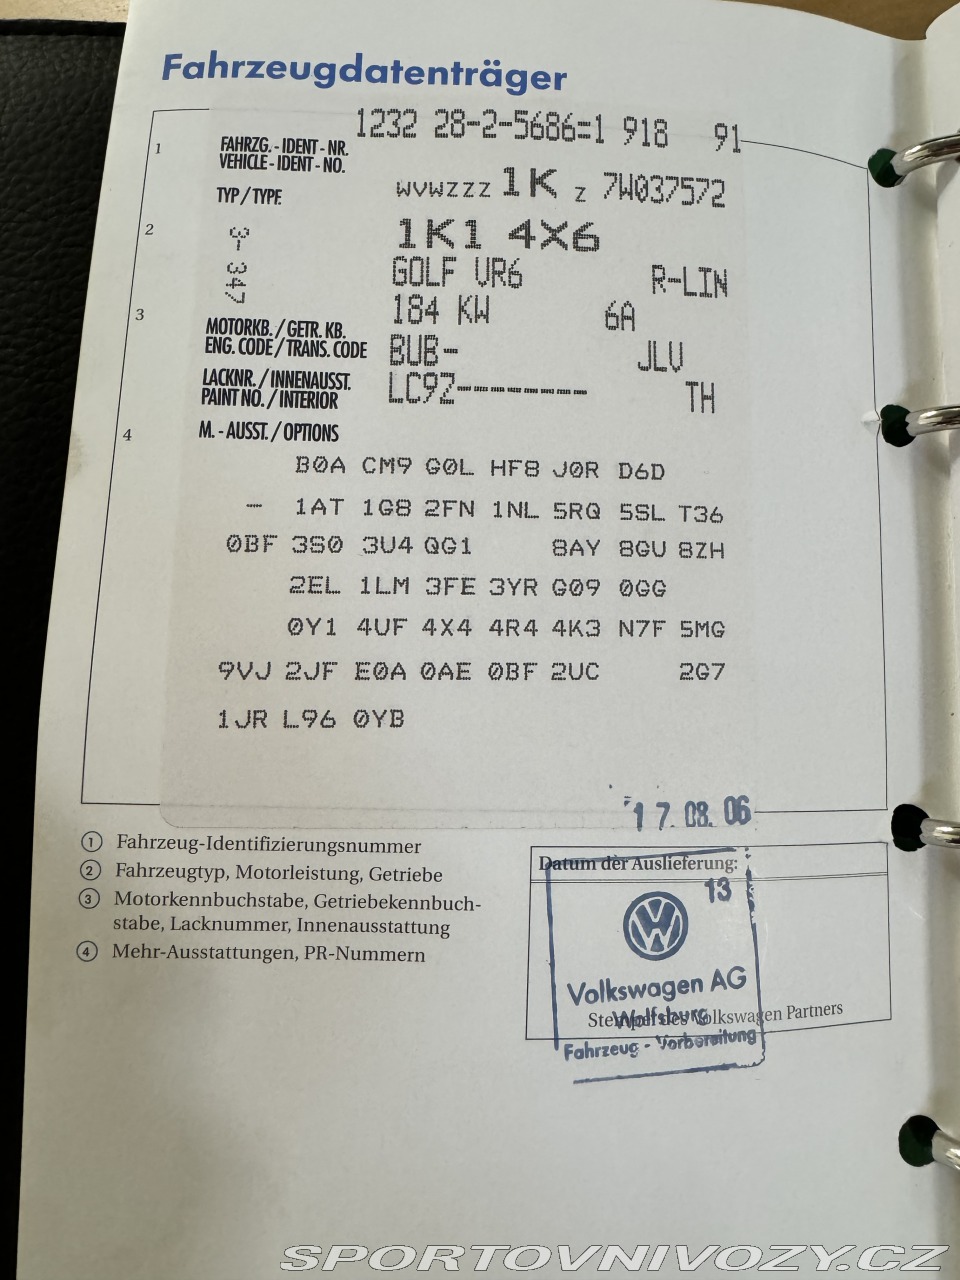 Fahrzeugdatenträger
1232 28-2-5686=1 918 91
1 FAHRZG.-IDENT-NR.
VEHICLE-IDENT-NO.
WVWZZZ 1K Z 7W037572
TYP/TYPE
2 1K1 4X6
3-347
GOLF VR6 R-LIN
3 184 KW 6A
MOTORKB./GETR. KB.
ENG. CODE/TRANS. CODE BUB- JLV
LACKNR./INNENAUSST. LC9Z---------- TH
PAINT NO./INTERIOR
4 M.-AUSST./OPTIONS
B0A CM9 G0L HF8 J0R D6D
- 1AT 1G8 2FN 1NL 5RQ 5SL T36
0BF 3S0 3U4 QG1 8AY 8GU 8ZH
2EL 1LM 3FE 3YR G09 0GG
0Y1 4UF 4X4 4R4 4K3 N7F 5MG
9VJ 2JF E0A 0AE 0BF 2UC 2G7
1JR L96 0YB
17. 08. 06
1 Fahrzeug-Identifizierungsnummer
2 Fahrzeugtyp, Motorleistung, Getriebe
3 Motorkennbuchstabe, Getriebekennbuch-
stabe, Lacknummer, Innenausstattung
4 Mehr-Ausstattungen, PR-Nummern
Datum der Auslieferung:
13
Volkswagen AG
Wolfsburg
Stempel des Volkswagen Partners
Fahrzeug - Vorbereitung
SPORTOVNIVOZY.CZ